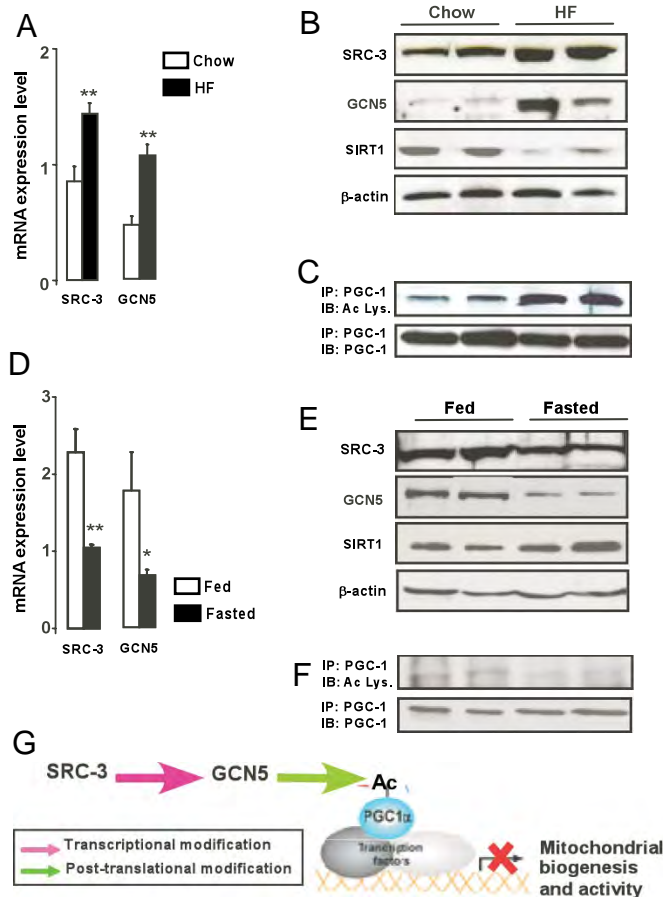 A
mRNA expression level
2
1
0
Chow
HF
**
**
SRC-3
GCN5
B
Chow
HF
SRC-3
GCN5
SIRT1
β-actin
C
IP: PGC-1
IB: Ac Lys.
IP: PGC-1
IB: PGC-1
D
mRNA expression level
3
2
1
0
**
*
Fed
Fasted
SRC-3
GCN5
E
Fed
Fasted
SRC-3
GCN5
SIRT1
β-actin
F
IP: PGC-1
IB: Ac Lys.
IP: PGC-1
IB: PGC-1
G
SRC-3
GCN5
Ac
PGC1α
Trancription
factors
Transcriptional modification
Post-translational modification
Mitochondrial
biogenesis
and activity